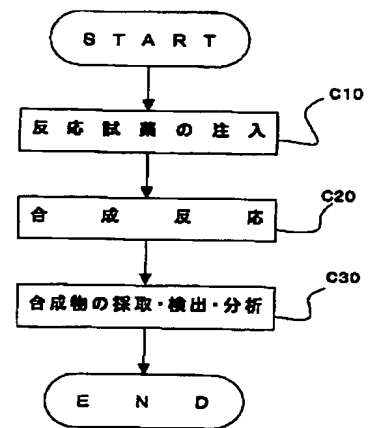 START
C10
反応試薬の注入
C20
合成反応
C30
合成物の採取・検出・分析
END